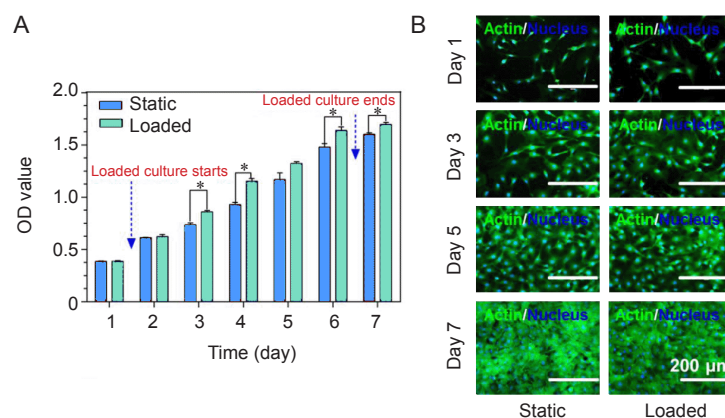 A
2.0
1.5
1.0
0.5
0
OD value
Static
Loaded
Loaded culture starts
Loaded culture ends
*
*
*
*
1 2 3 4 5 6 7
Time (day)
B
Day 1
Actin/Nucleus
Actin/Nucleus
Day 3
Actin/Nucleus
Actin/Nucleus
Day 5
Actin/Nucleus
Actin/Nucleus
Day 7
Actin/Nucleus
Actin/Nucleus
200 μm
Static Loaded